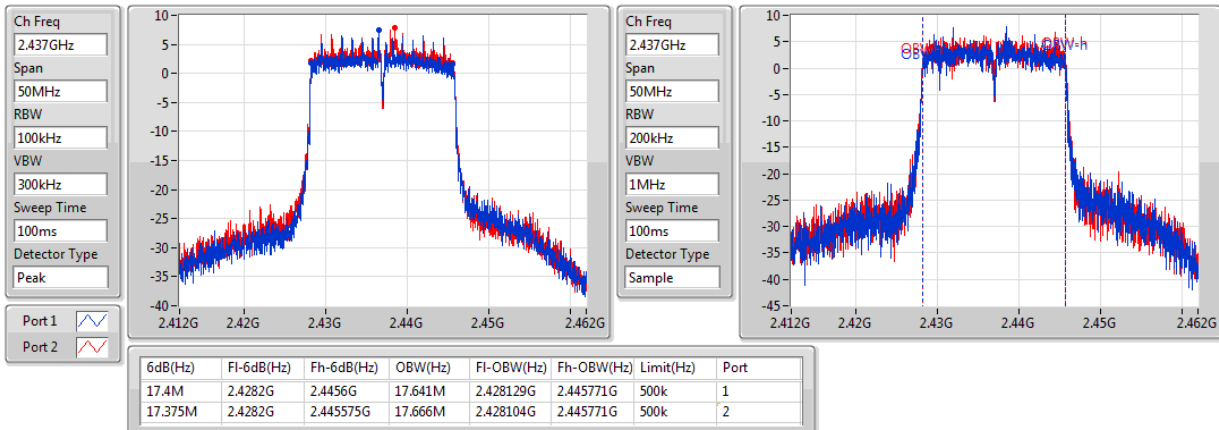 Ch Freq
2.437GHz
Span
50MHz
RBW
100kHz
VBW
300kHz
Sweep Time
100ms
Detector Type
Peak
Port 1
Port 2
10
5
0
-5
-10
-15
-20
-25
-30
-35
-40
2.412G 2.42G 2.43G 2.44G 2.45G 2.462G
Ch Freq
2.437GHz
Span
50MHz
RBW
200kHz
VBW
1MHz
Sweep Time
100ms
Detector Type
Sample
10
5
0
-5
-10
-15
-20
-25
-30
-35
-40
-45
OBW-h
2.412G 2.42G 2.43G 2.44G 2.45G 2.462G
6dB(Hz) Fl-6dB(Hz) Fh-6dB(Hz) OBW(Hz) Fl-OBW(Hz) Fh-OBW(Hz) Limit(Hz) Port
17.4M 2.4282G 2.4456G 17.641M 2.428129G 2.445771G 500k 1
17.375M 2.4282G 2.445575G 17.666M 2.428104G 2.445771G 500k 2